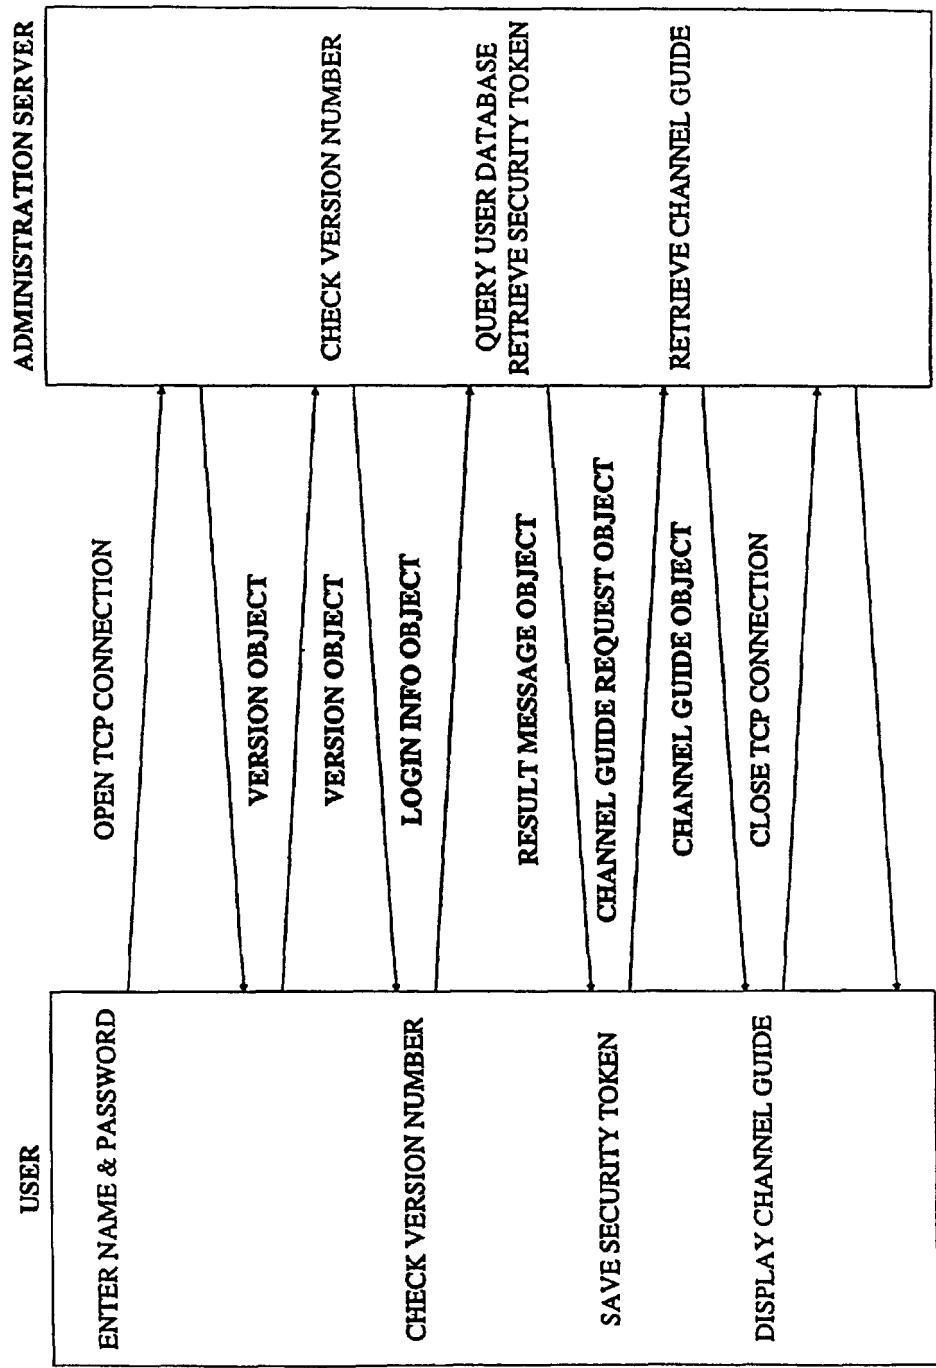 USER
ADMINISTRATION SERVER
ENTER NAME & PASSWORD
OPEN TCP CONNECTION
VERSION OBJECT
VERSION OBJECT
CHECK VERSION NUMBER
CHECK VERSION NUMBER
LOGIN INFO OBJECT
QUERY USER DATABASE
RETRIEVE SECURITY TOKEN
RESULT MESSAGE OBJECT
SAVE SECURITY TOKEN
CHANNEL GUIDE REQUEST OBJECT
RETRIEVE CHANNEL GUIDE
CHANNEL GUIDE OBJECT
DISPLAY CHANNEL GUIDE
CLOSE TCP CONNECTION